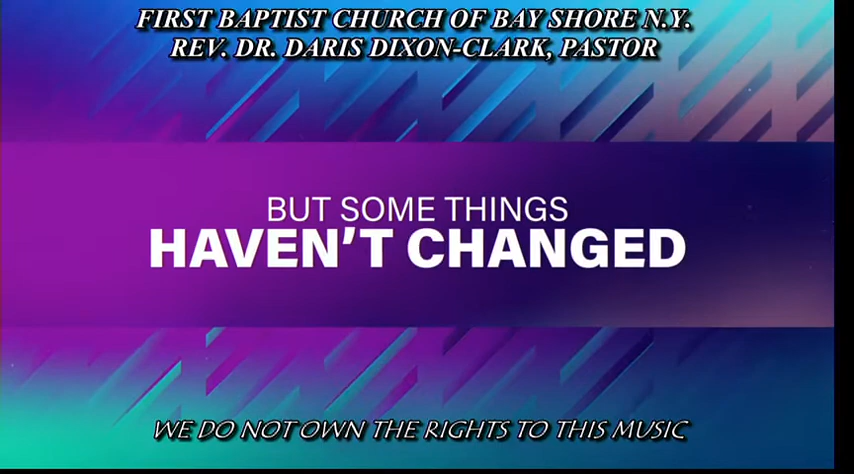 FIRST BAPTIST CHURCH OF BAY SHORE N.Y.
REV. DR. DARIS DIXON-CLARK, PASTOR
BUT SOME THINGS
HAVEN'T CHANGED
WE DO NOT OWN THE RIGHTS TO THIS MUSIC